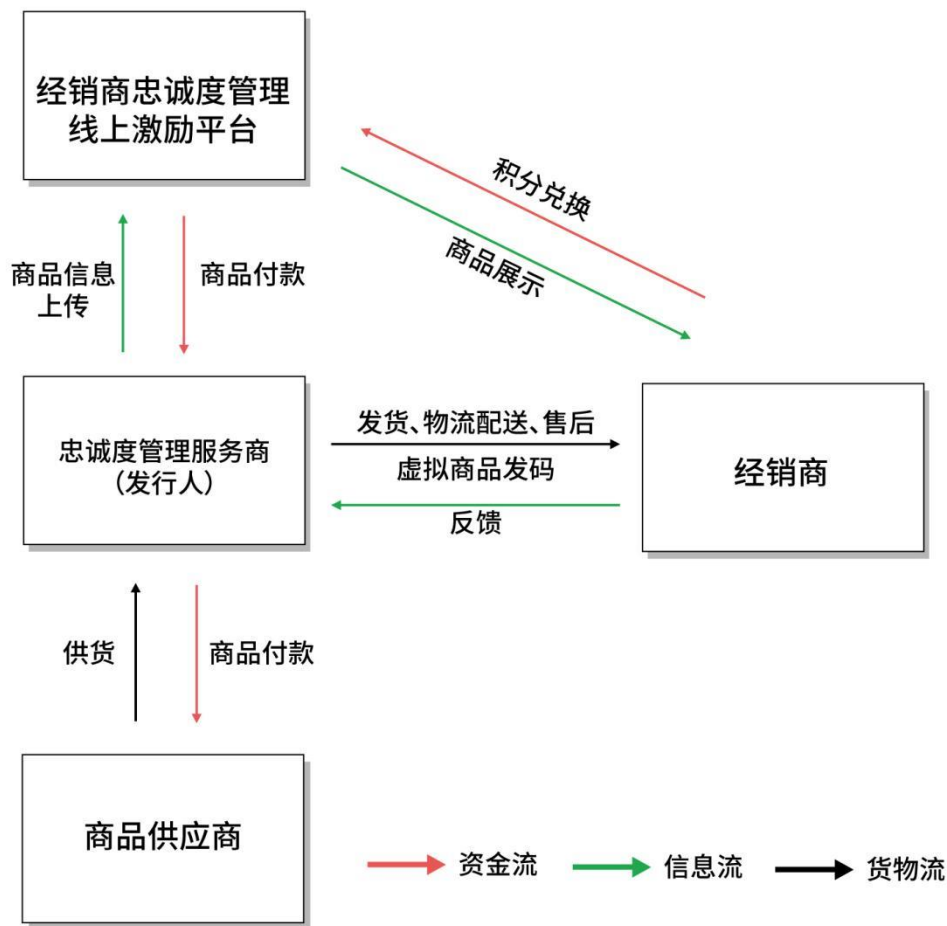 经销商忠诚度管理
线上激励平台
积分兑换
商品展示
商品信息
上传
商品付款
忠诚度管理服务商
（发行人）
发货、物流配送、售后
虚拟商品发码
反馈
经销商
供货
商品付款
商品供应商
资金流
信息流
货物流